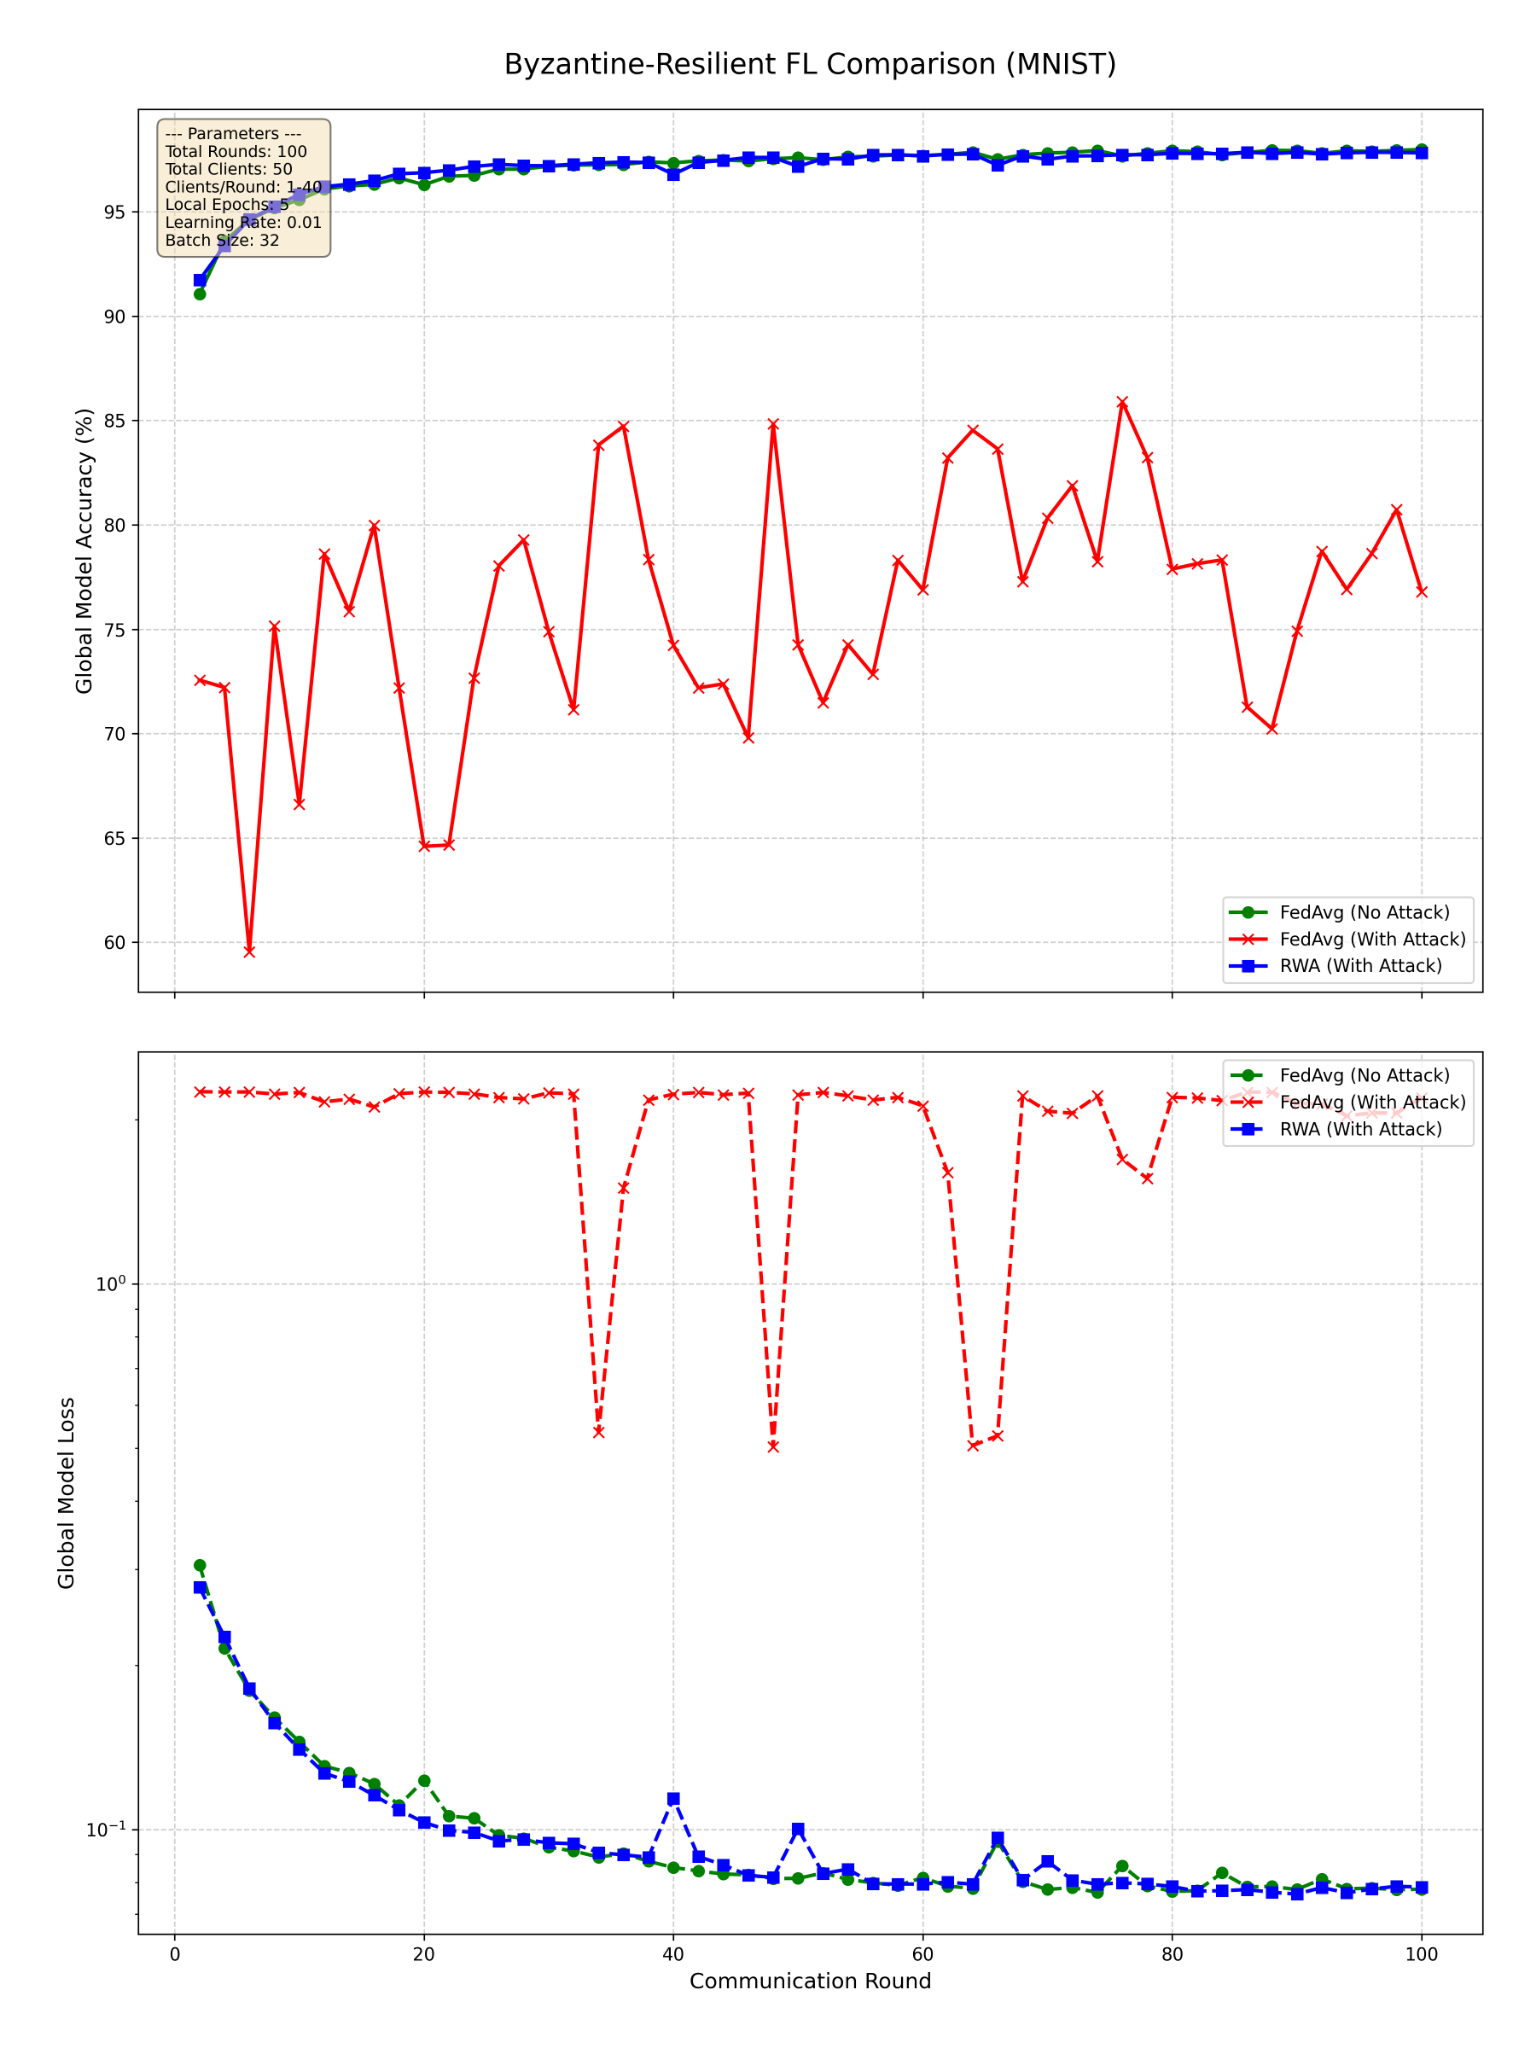 Byzantine-Resilient FL Comparison (MNIST)
--- Parameters ---
Total Rounds: 100
Total Clients: 50
Clients/Round: 1-40
Local Epochs: 5
Learning Rate: 0.01
Batch Size: 32
Global Model Accuracy (%)
95
90
85
80
75
70
65
60
FedAvg (No Attack)
FedAvg (With Attack)
RWA (With Attack)
FedAvg (No Attack)
FedAvg (With Attack)
RWA (With Attack)
Global Model Loss
10⁰
10⁻¹
0 20 40 60 80 100
Communication Round